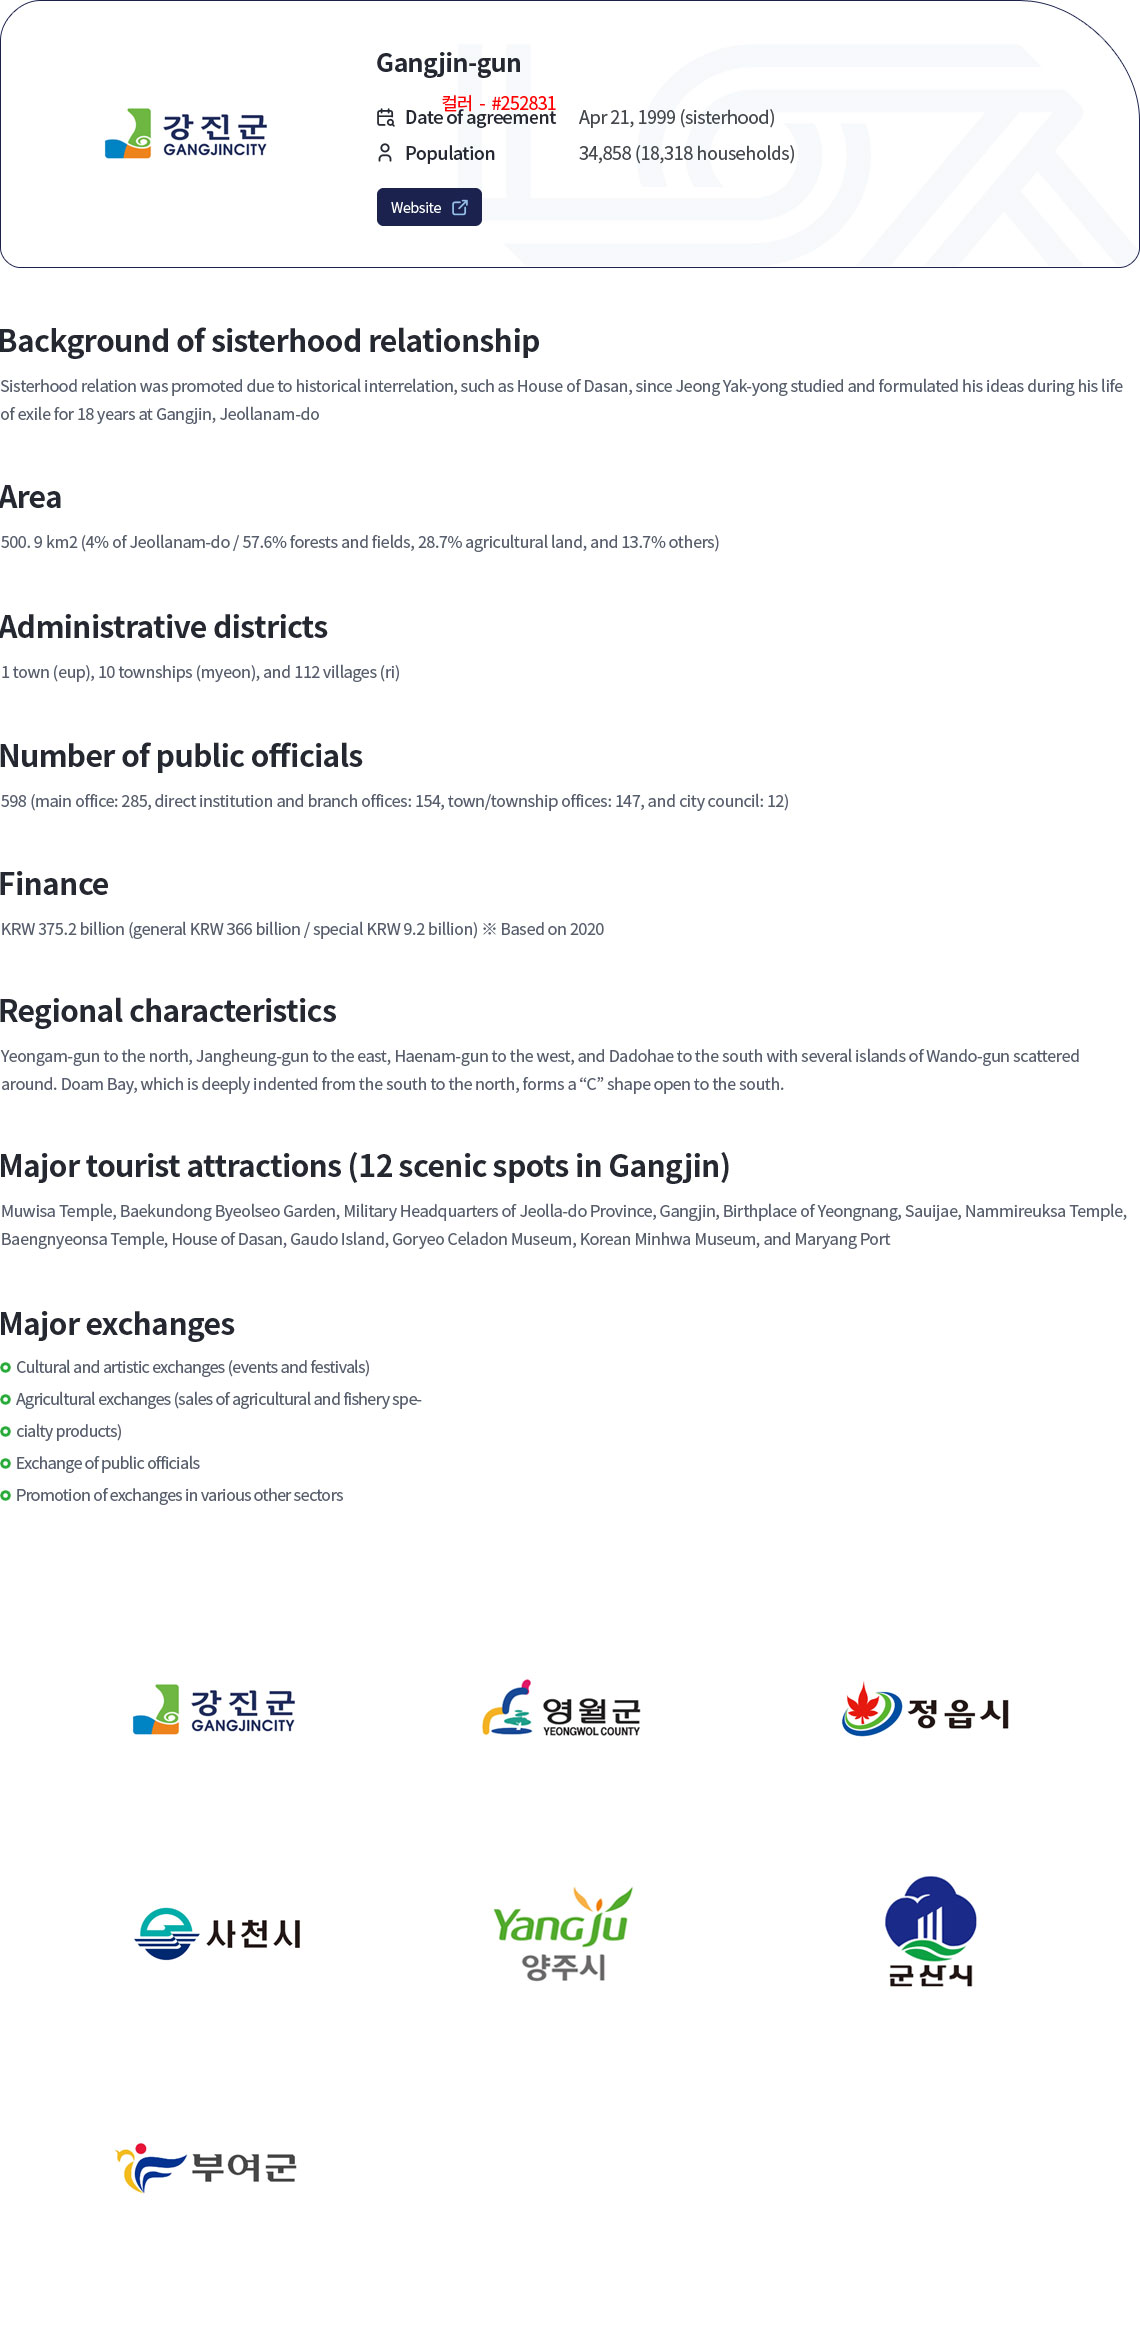 강진군
GANGJINCITY
Gangjin-gun
컬러 - #252831
Date of agreement Apr 21, 1999 (sisterhood)
Population 34,858 (18,318 households)
Website
Background of sisterhood relationship
Sisterhood relation was promoted due to historical interrelation, such as House of Dasan, since Jeong Yak-yong studied and formulated his ideas during his life
of exile for 18 years at Gangjin, Jeollanam-do
Area
500. 9 km2 (4% of Jeollanam-do / 57.6% forests and fields, 28.7% agricultural land, and 13.7% others)
Administrative districts
1 town (eup), 10 townships (myeon), and 112 villages (ri)
Number of public officials
598 (main office: 285, direct institution and branch offices: 154, town/township offices: 147, and city council: 12)
Finance
KRW 375.2 billion (general KRW 366 billion / special KRW 9.2 billion) ※ Based on 2020
Regional characteristics
Yeongam-gun to the north, Jangheung-gun to the east, Haenam-gun to the west, and Dadohae to the south with several islands of Wando-gun scattered
around. Doam Bay, which is deeply indented from the south to the north, forms a “C” shape open to the south.
Major tourist attractions (12 scenic spots in Gangjin)
Muwisa Temple, Baekundong Byeolseo Garden, Military Headquarters of Jeolla-do Province, Gangjin, Birthplace of Yeongnang, Sauijae, Nammireuksa Temple,
Baengnyeonsa Temple, House of Dasan, Gaudo Island, Goryeo Celadon Museum, Korean Minhwa Museum, and Maryang Port
Major exchanges
Cultural and artistic exchanges (events and festivals)
Agricultural exchanges (sales of agricultural and fishery spe-
cialty products)
Exchange of public officials
Promotion of exchanges in various other sectors
강진군
GANGJINCITY
영월군
YEONGWOL COUNTY
정읍시
사천시
Yangju
양주시
군산시
부여군